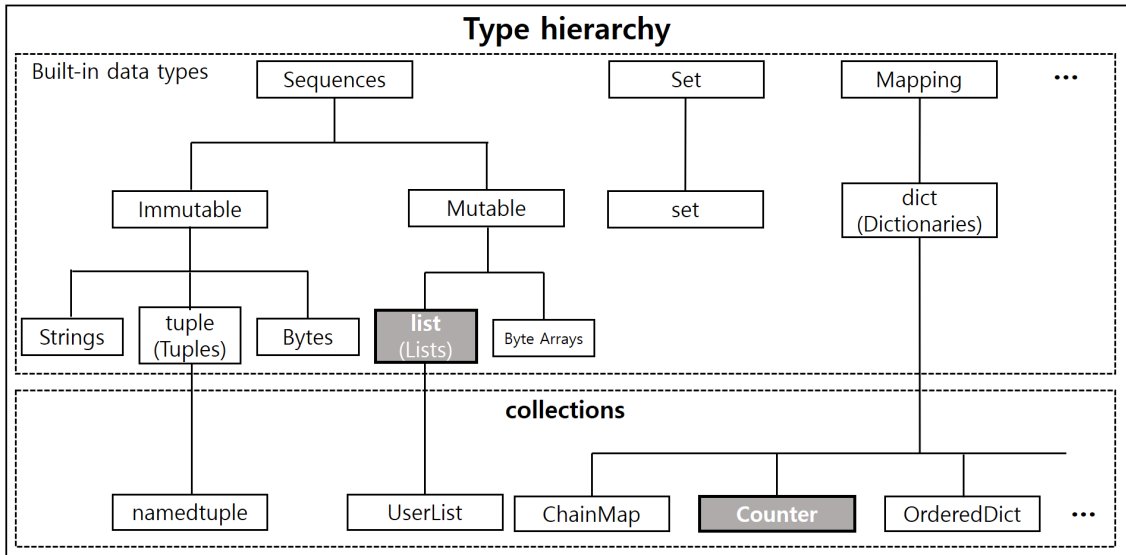 Type hierarchy
Built-in data types
Sequences
Set
Mapping
...
Immutable
Mutable
set
dict
(Dictionaries)
Strings
tuple
(Tuples)
Bytes
list
(Lists)
Byte Arrays
collections
namedtuple
UserList
ChainMap
Counter
OrderedDict
...